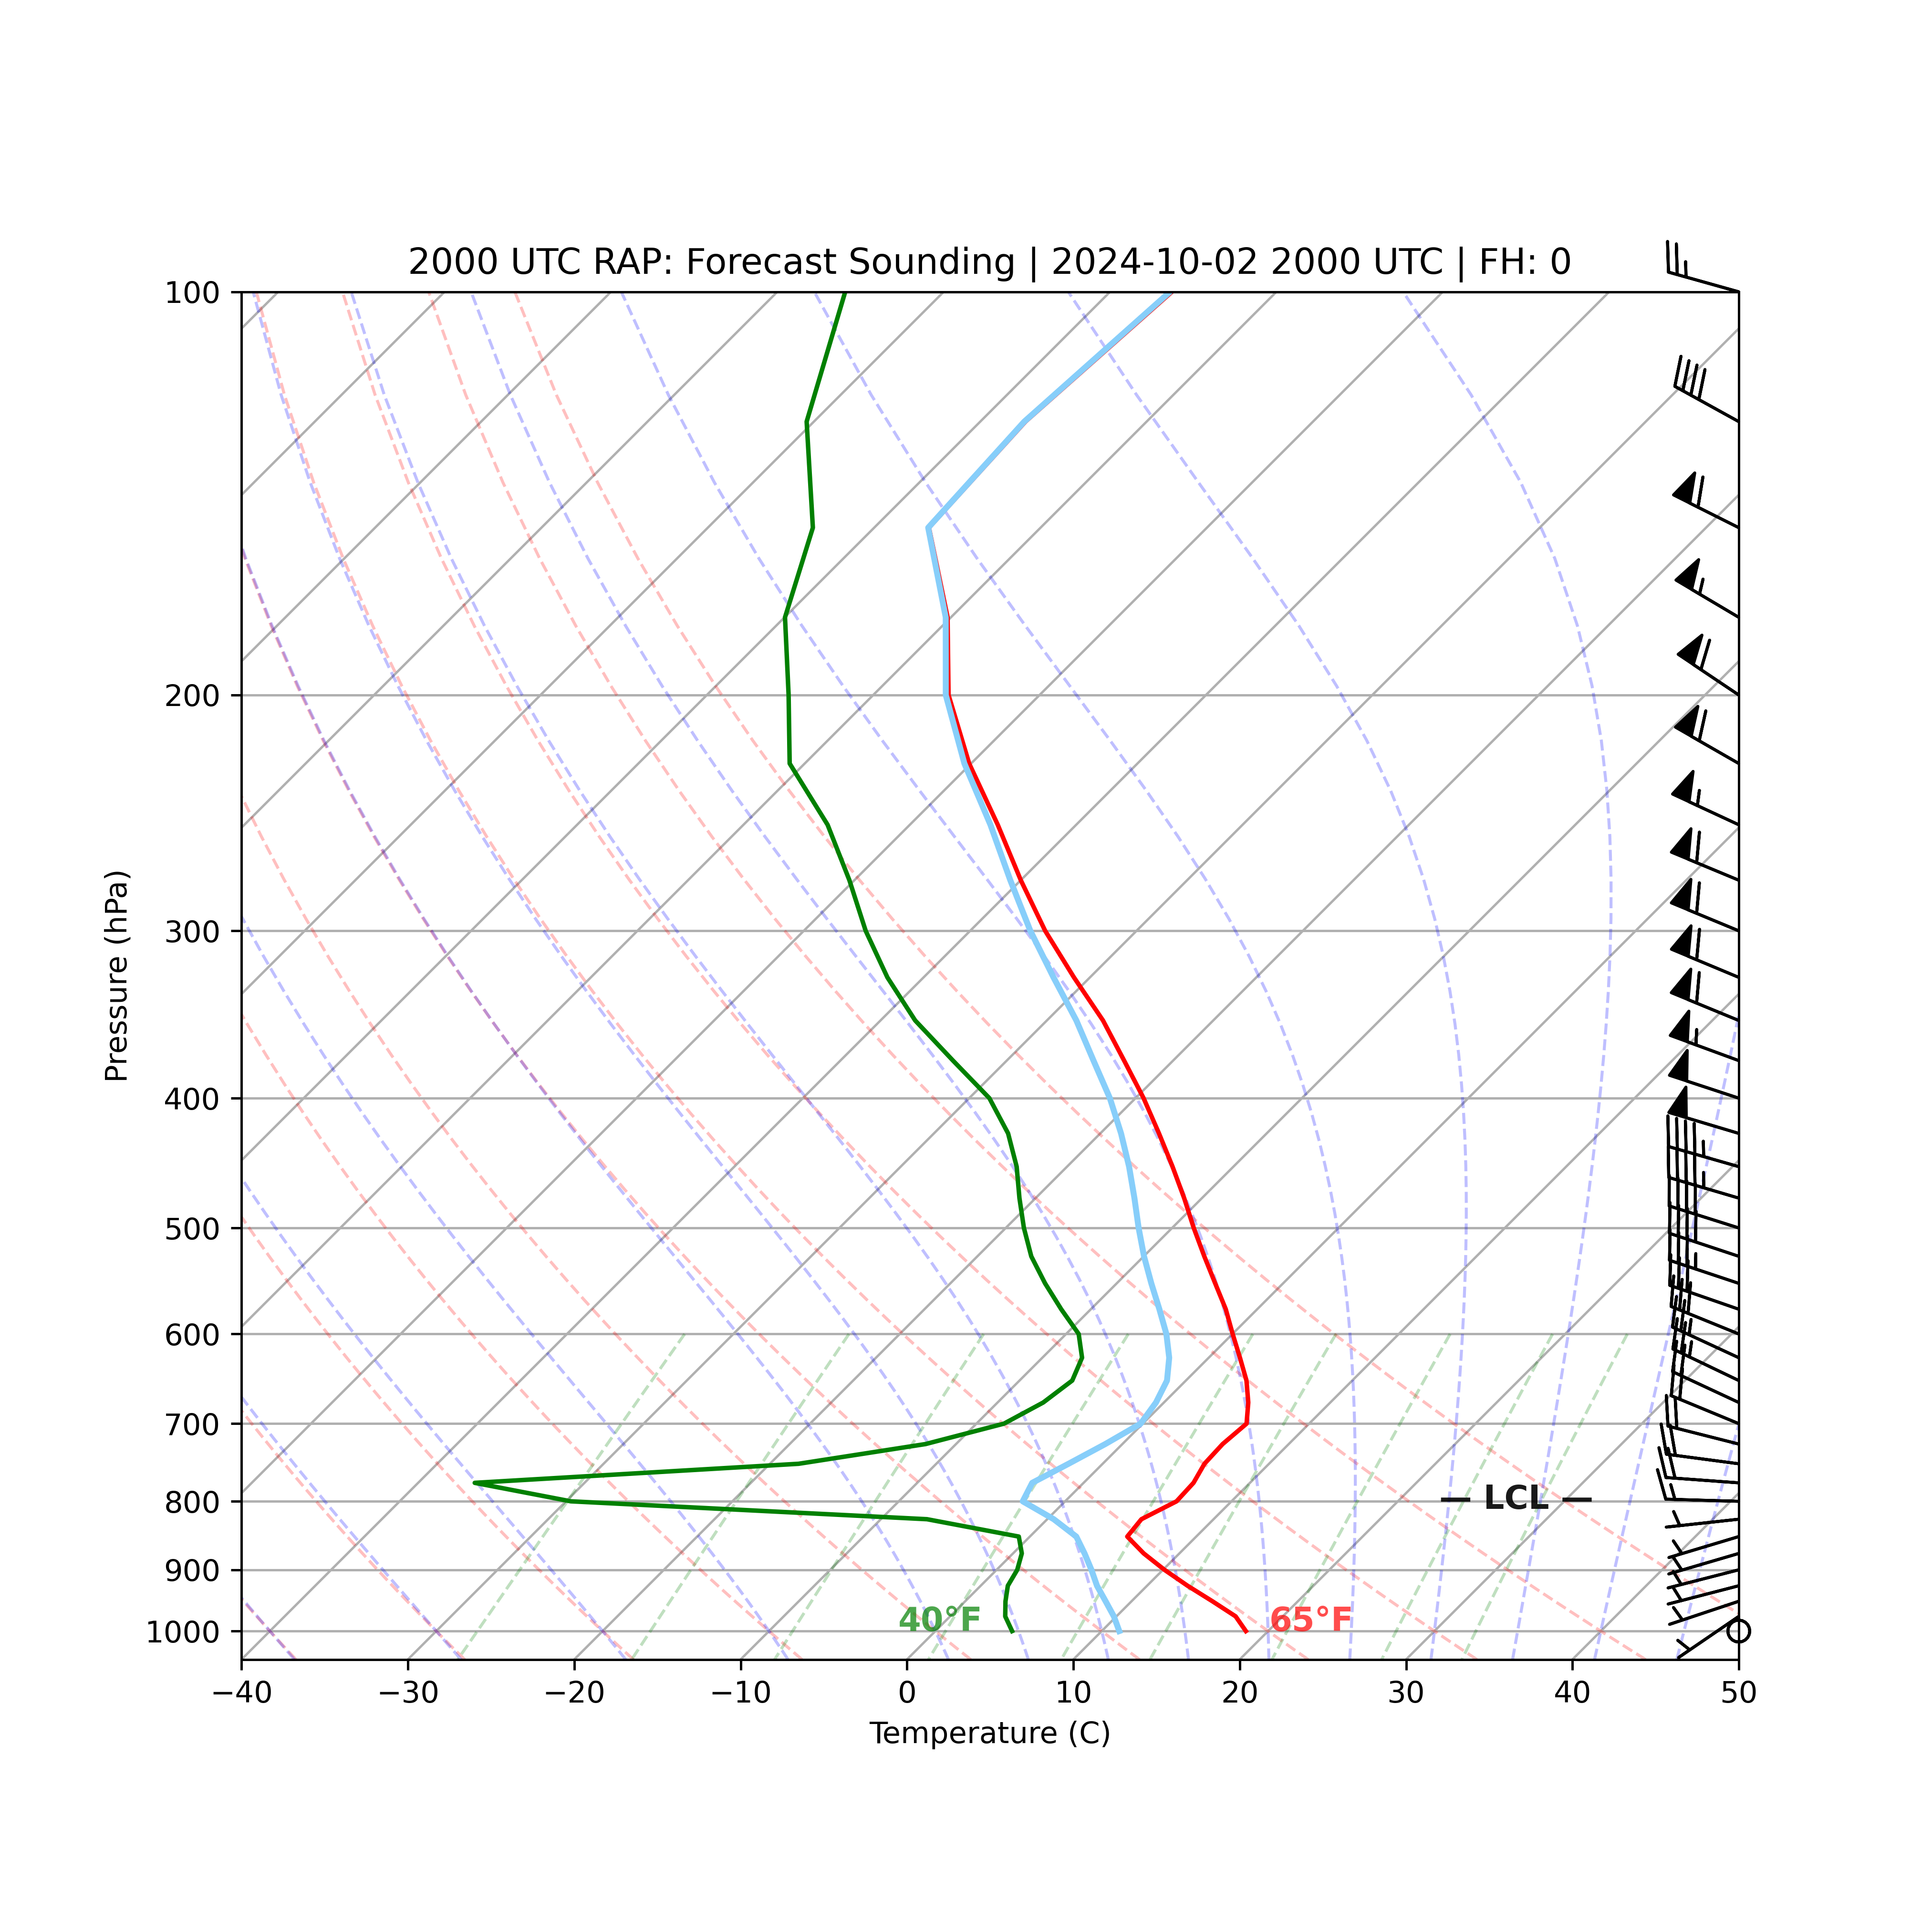 2000 UTC RAP: Forecast Sounding | 2024-10-02 2000 UTC | FH: 0
100
200
300
400
500
600
700
800
900
1000
Pressure (hPa)
— LCL —
40°F
65°F
−40 −30 −20 −10 0 10 20 30 40 50
Temperature (C)